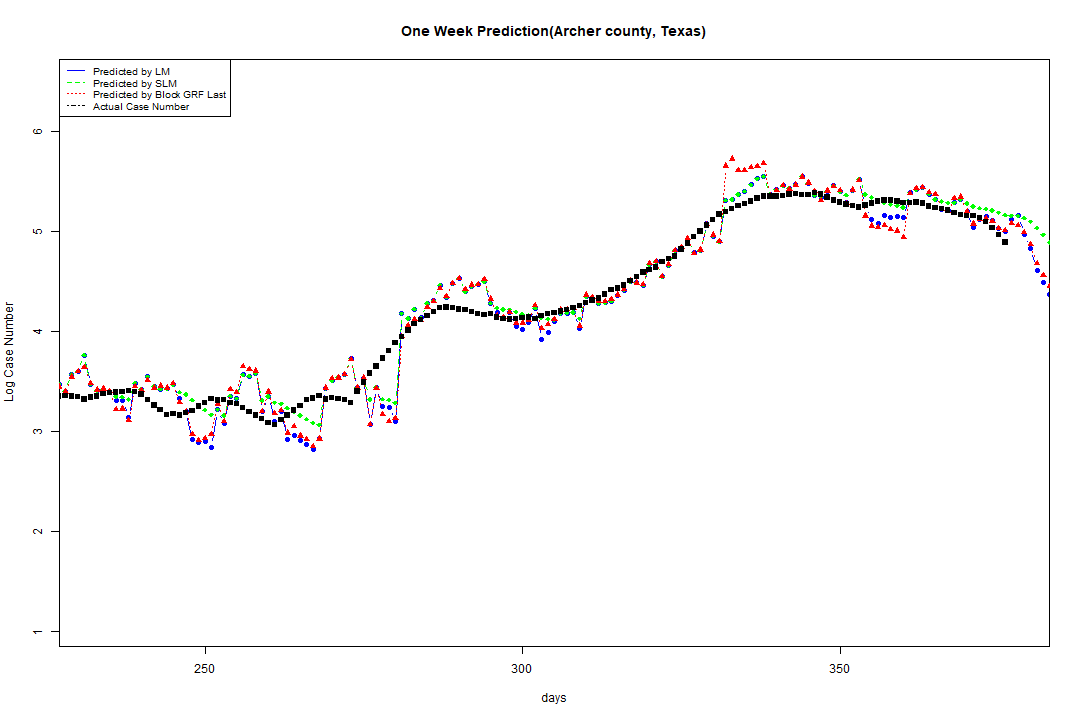 One Week Prediction(Archer county, Texas)
Predicted by LM
Predicted by SLM
Predicted by Block GRF Last
Actual Case Number
6
5
4
3
2
1
Log Case Number
250 300 350
days